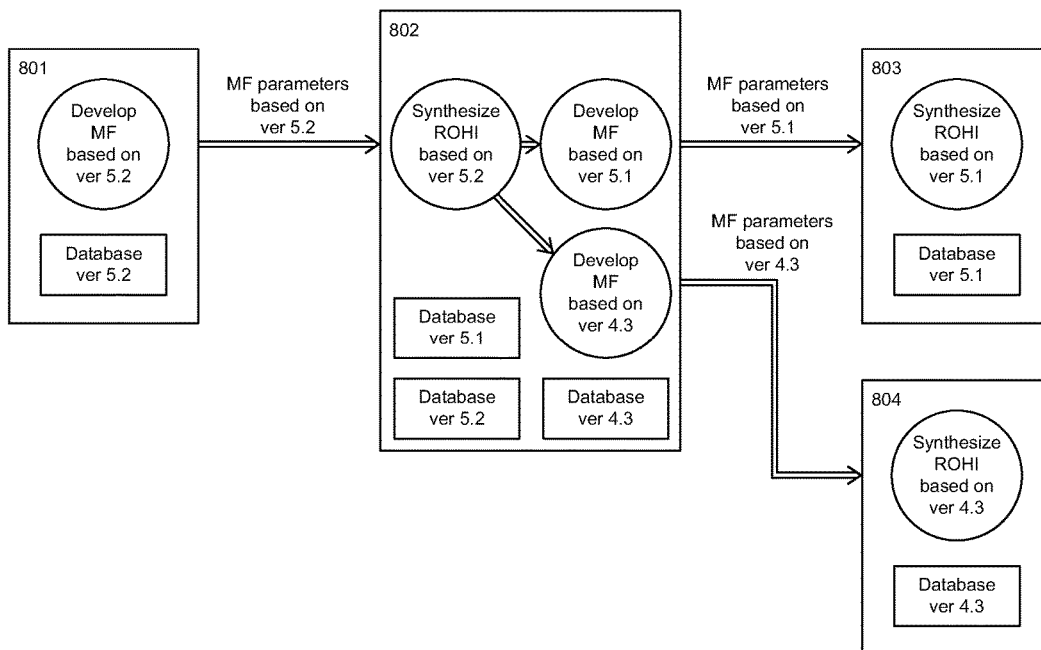 801
Develop
MF
based on
ver 5.2
Database
ver 5.2
MF parameters
based on
ver 5.2
802
Synthesize
ROHI
based on
ver 5.2
Develop
MF
based on
ver 5.1
Develop
MF
based on
ver 4.3
Database
ver 5.1
Database
ver 5.2
Database
ver 4.3
MF parameters
based on
ver 5.1
MF parameters
based on
ver 4.3
803
Synthesize
ROHI
based on
ver 5.1
Database
ver 5.1
804
Synthesize
ROHI
based on
ver 4.3
Database
ver 4.3